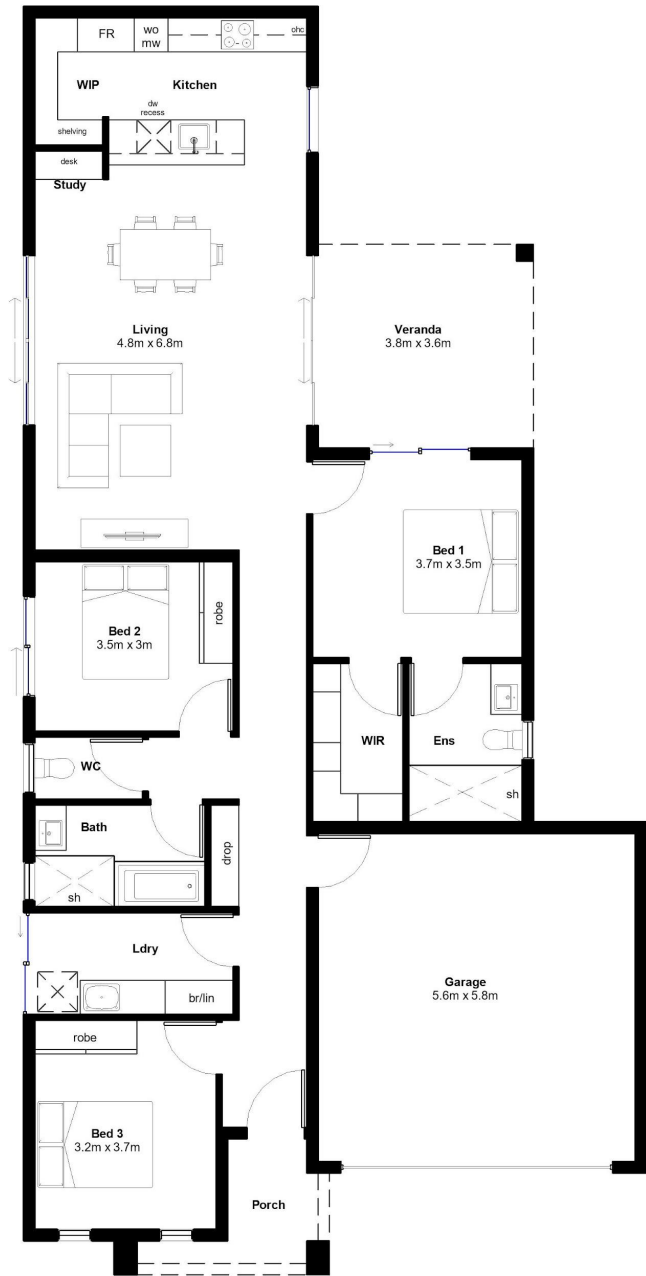 FR
wo
mw
ohc
WIP
Kitchen
dw
recess
shelving
desk
Study
Living
4.8m x 6.8m
Veranda
3.8m x 3.6m
Bed 1
3.7m x 3.5m
Bed 2
3.5m x 3m
robe
WC
WIR
Ens
sh
Bath
sh
drop
Ldry
br/lin
Garage
5.6m x 5.8m
robe
Bed 3
3.2m x 3.7m
Porch